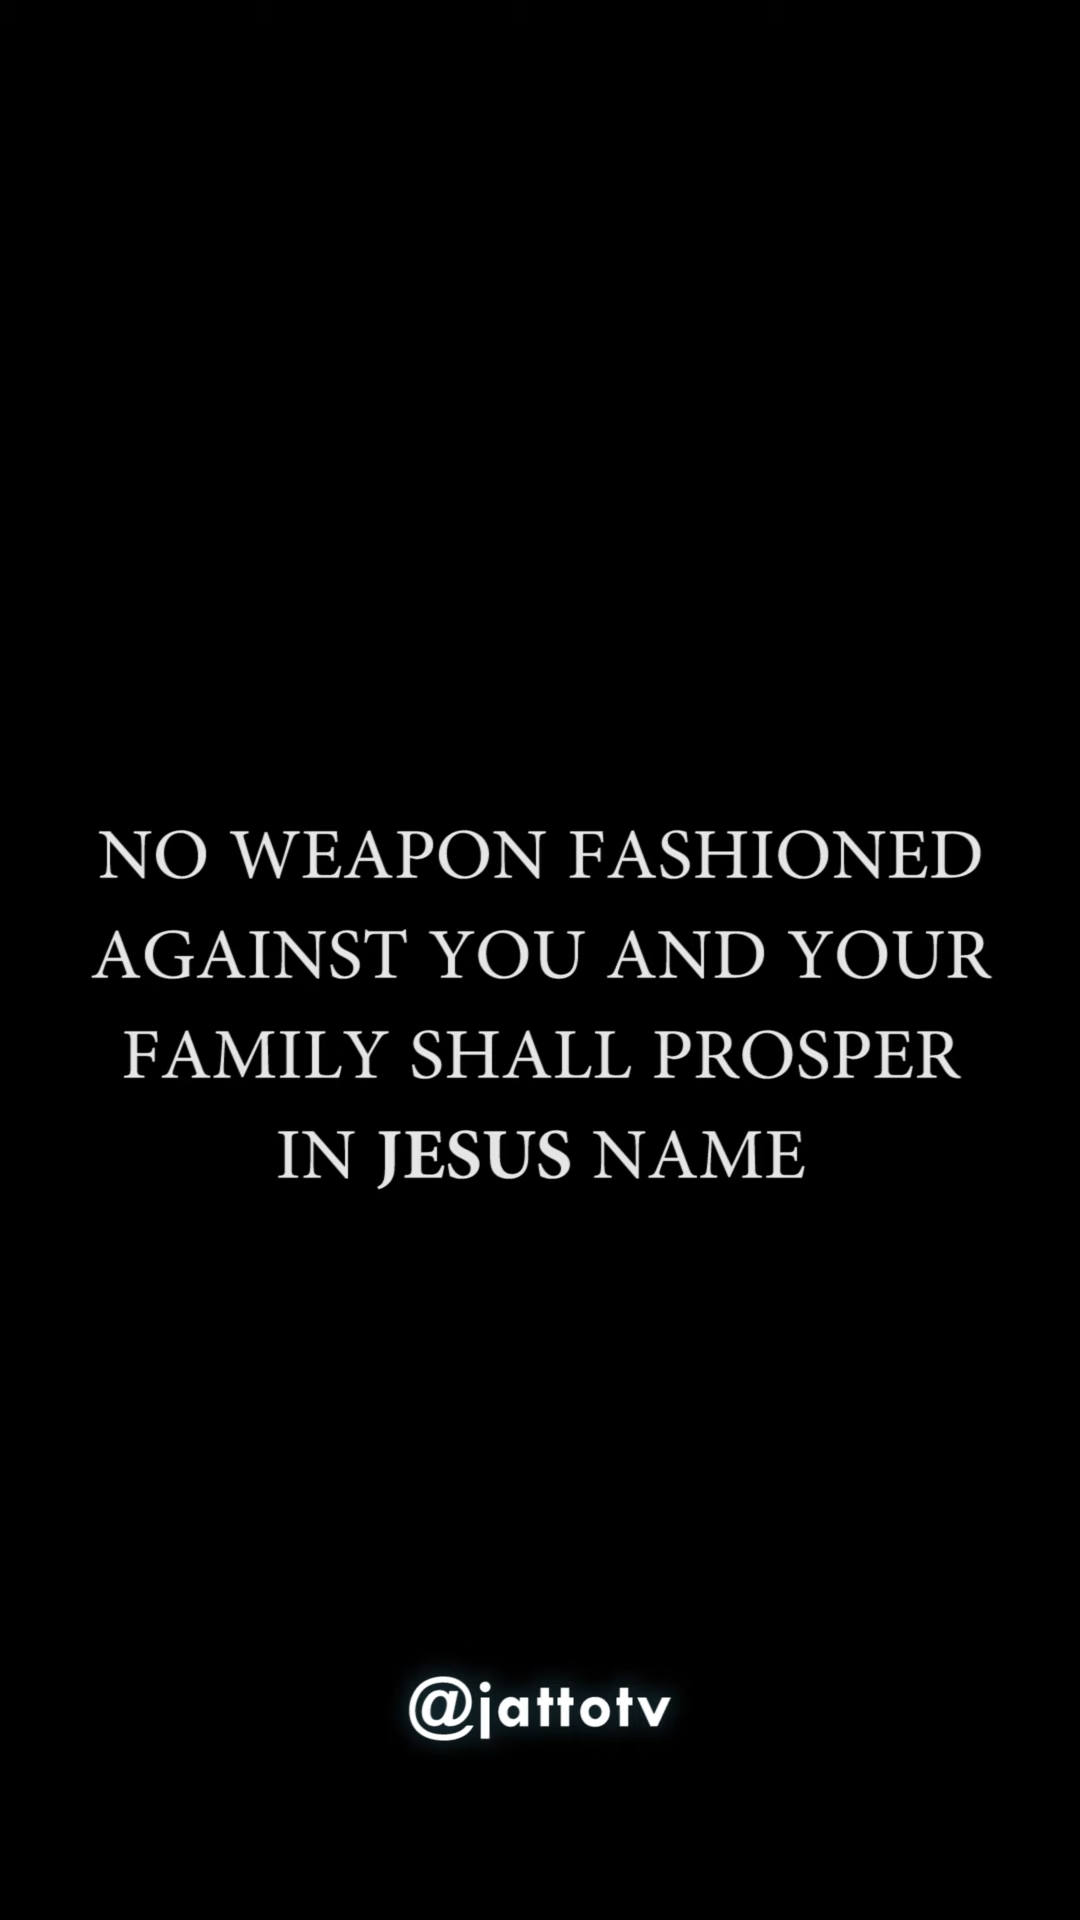 NO WEAPON FASHIONED
AGAINST YOU AND YOUR
FAMILY SHALL PROSPER
IN JESUS NAME
@jattotv